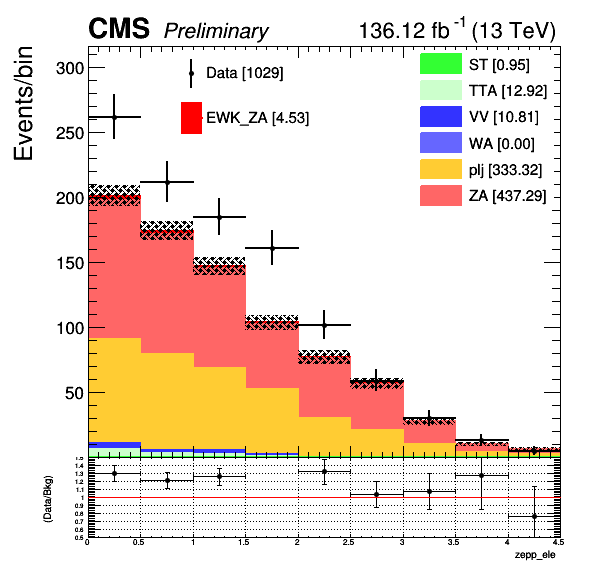 CMS Preliminary 136.12 fb⁻¹ (13 TeV)
Events/bin
300
250
200
150
100
50
Data [1029]
EWK_ZA [4.53]
ST [0.95]
TTA [12.92]
VV [10.81]
WA [0.00]
plj [333.32]
ZA [437.29]
(Data/Bkg)
1.5
1.4
1.3
1.2
1.1
1
0.9
0.8
0.7
0.6
0.5
0 0.5 1 1.5 2 2.5 3 3.5 4 4.5
zepp_ele